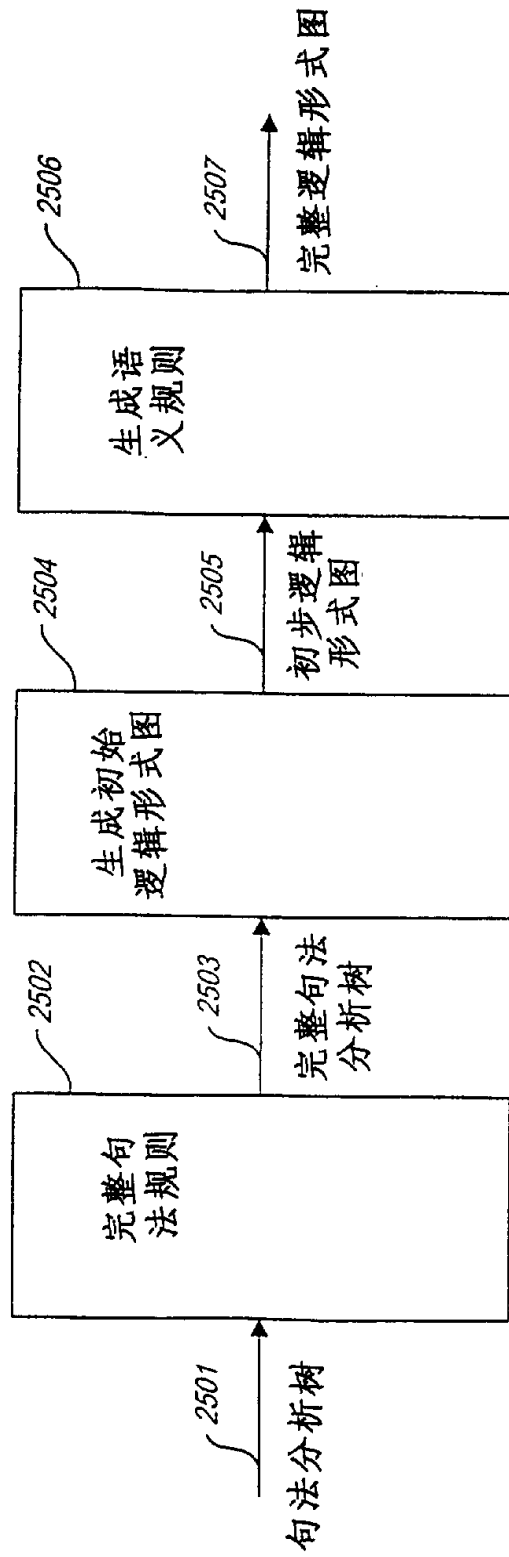 2501
句法分析树
2502
完整句
法规则
2503
完整句法
分析树
2504
生成初始
逻辑形式图
2505
初步逻辑
形式图
2506
生成语
义规则
2507
完整逻辑形式图